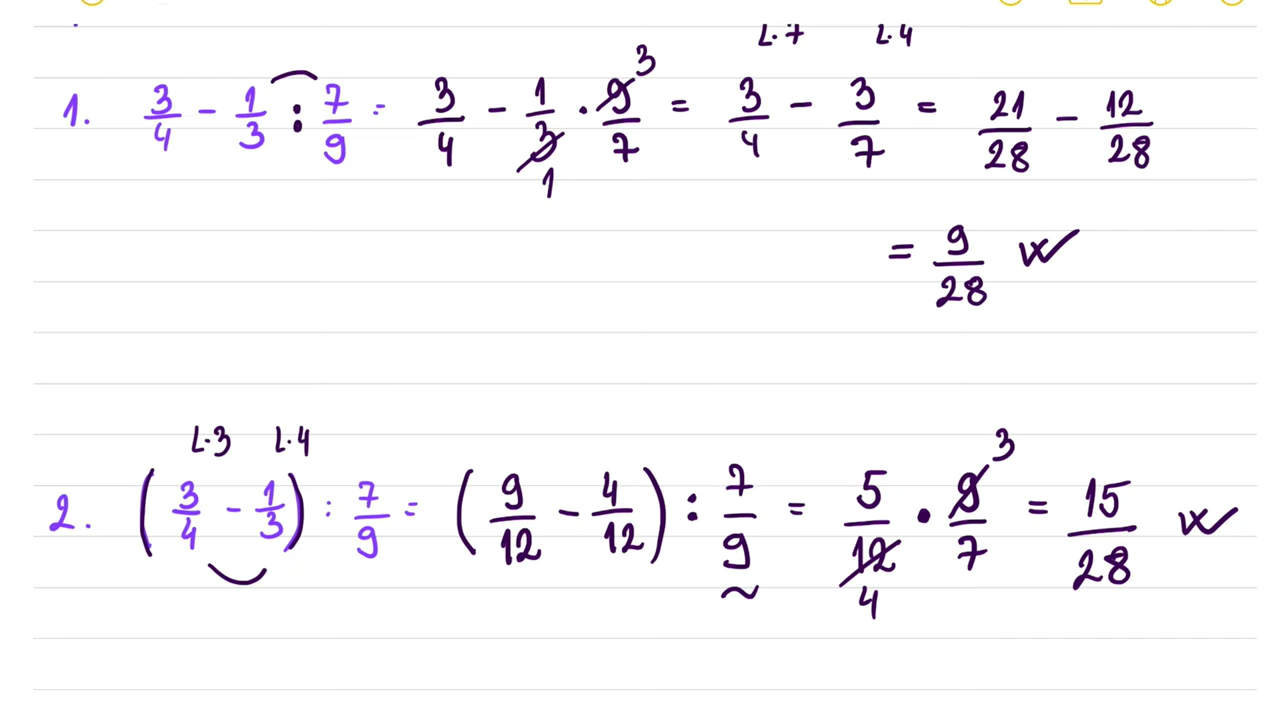 L·7 L·4
1. 3/4 − 1/3 : 7/9 = 3/4 − 1/3 · 9/7 = 3/4 − 3/7 = 21/28 − 12/28
3
1
= 9/28 W
L·3 L·4
2. (3/4 − 1/3) : 7/9 = (9/12 − 4/12) : 7/9 = 5/12 · 9/7 = 15/28 W
3
4